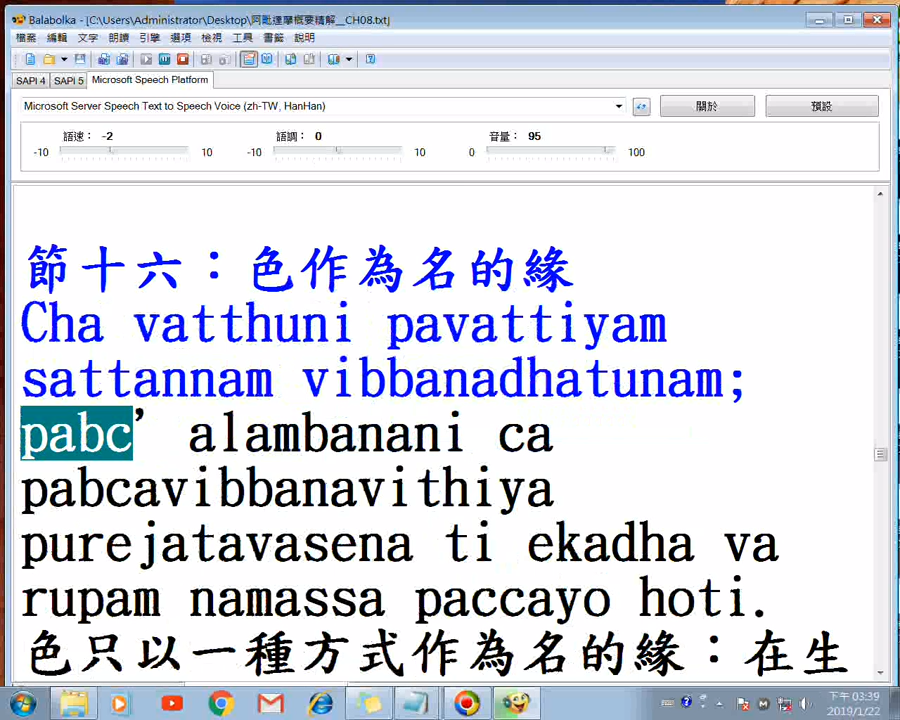 Balabolka - [C:\Users\Administrator\Desktop\阿毗達摩概要精解__CH08.txt]
檔案 編輯 文字 朗讀 引擎 選項 檢視 工具 書籤 說明
SAPI 4 SAPI 5 Microsoft Speech Platform
Microsoft Server Speech Text to Speech Voice (zh-TW, HanHan) 關於 預設
語速： -2 語調： 0 音量： 95
-10 10 -10 10 0 100
節十六：色作為名的緣
Cha vatthuni pavattiyam
sattannam vibbanadhatunam;
pabc’ alambanani ca
pabcavibbanavithiya
purejatavasena ti ekadha va
rupam namassa paccayo hoti.
色只以一種方式作為名的緣：在生
下午 03:39
2019/1/22